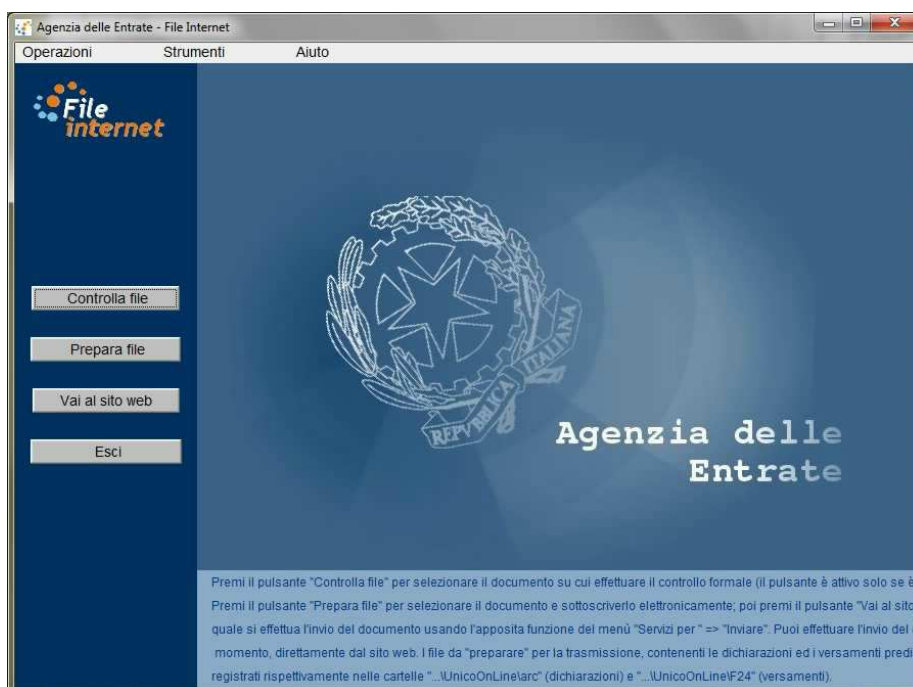 Agenzia delle Entrate - File Internet
Operazioni Strumenti Aiuto
File
internet
Controlla file
Prepara file
Vai al sito web
Esci
REPVBBLICA ITALIANA
Agenzia delle
Entrate
Premi il pulsante "Controlla file" per selezionare il documento su cui effettuare il controllo formale (il pulsante è attivo solo se è
Premi il pulsante "Prepara file" per selezionare il documento e sottoscriverlo elettronicamente; poi premi il pulsante "Vai al sito
quale si effettua l'invio del documento usando l'apposita funzione del menù "Servizi per " => "Inviare". Puoi effettuare l'invio del
momento, direttamente dal sito web. I file da "preparare" per la trasmissione, contenenti le dichiarazioni ed i versamenti predi
registrati rispettivamente nelle cartelle "...\UnicoOnLine\arc" (dichiarazioni) e "...\UnicoOnLine\F24" (versamenti).